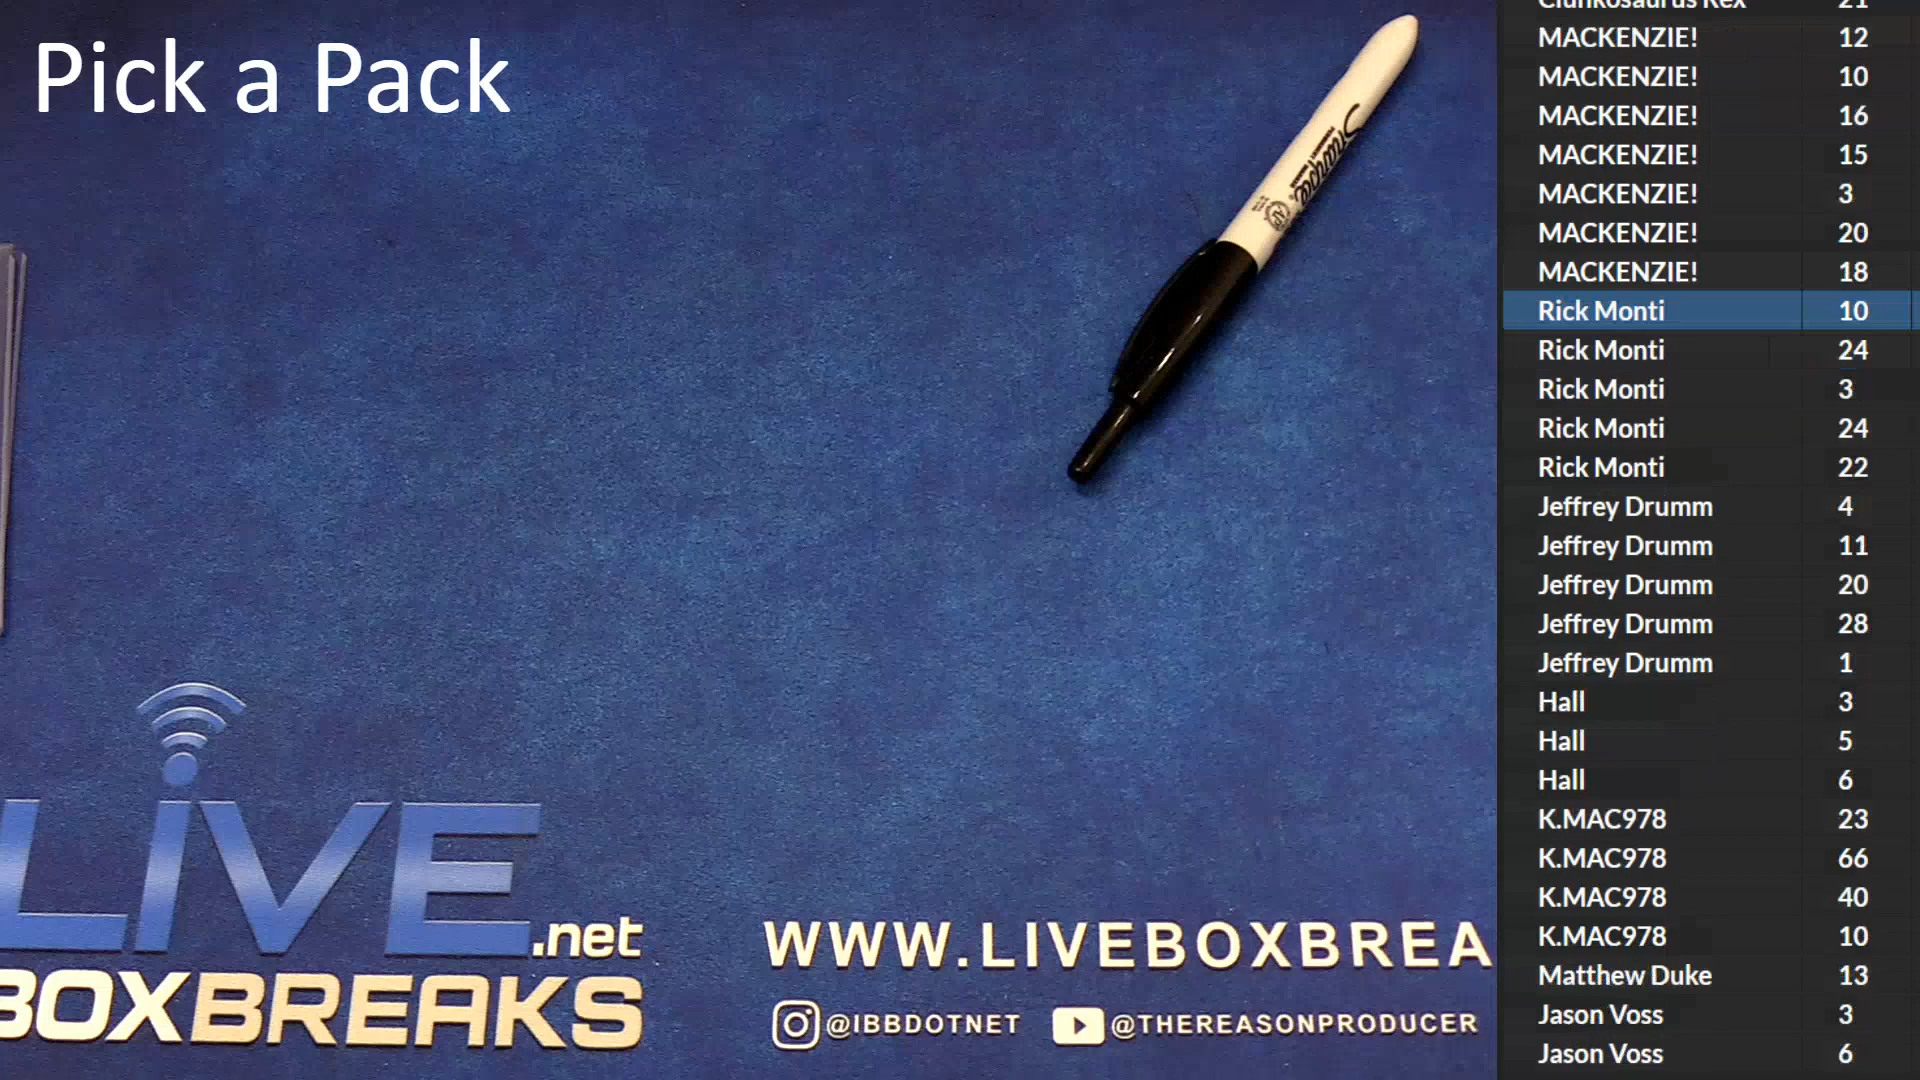 Pick a Pack
Sharpie
Clunkosaurus Rex 21
MACKENZIE! 12
MACKENZIE! 10
MACKENZIE! 16
MACKENZIE! 15
MACKENZIE! 3
MACKENZIE! 20
MACKENZIE! 18
Rick Monti 10
Rick Monti 24
Rick Monti 3
Rick Monti 24
Rick Monti 22
Jeffrey Drumm 4
Jeffrey Drumm 11
Jeffrey Drumm 20
Jeffrey Drumm 28
Jeffrey Drumm 1
Hall 3
Hall 5
Hall 6
K.MAC978 23
K.MAC978 66
K.MAC978 40
K.MAC978 10
Matthew Duke 13
Jason Voss 3
Jason Voss 6
LIVE.net
BOXBREAKS
WWW.LIVEBOXBREA
@IBBDOTNET @THEREASONPRODUCER